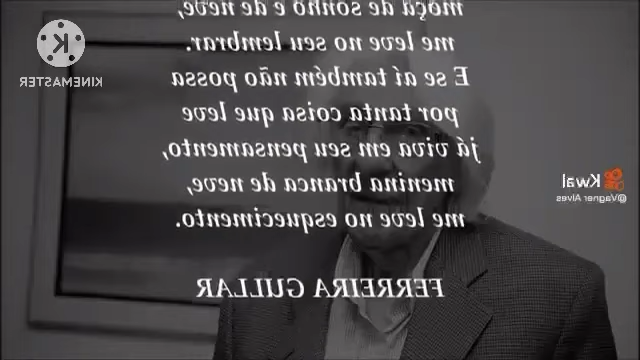 moça de sonho e de neve,
me leve no seu lembrar.
E se aí também não possa
por tanta coisa que leve
já viva em seu pensamento,
menina branca de neve,
me leve no esquecimento.
FERREIRA GULLAR
KINEMASTER
Kwai
@Vagner Alves